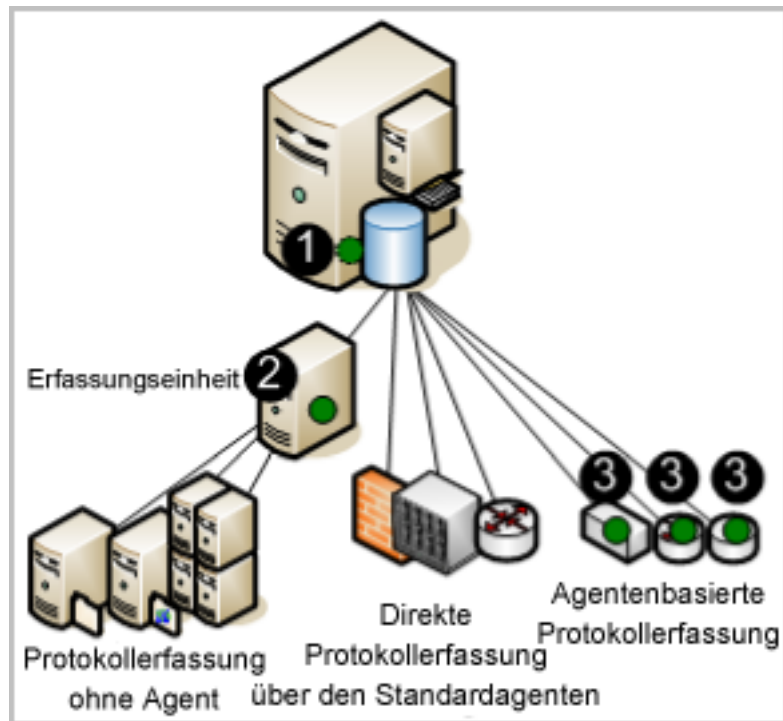 1
Erfassungseinheit 2
3 3 3
Protokollerfassung
ohne Agent
Direkte
Protokollerfassung
über den Standardagenten
Agentenbasierte
Protokollerfassung